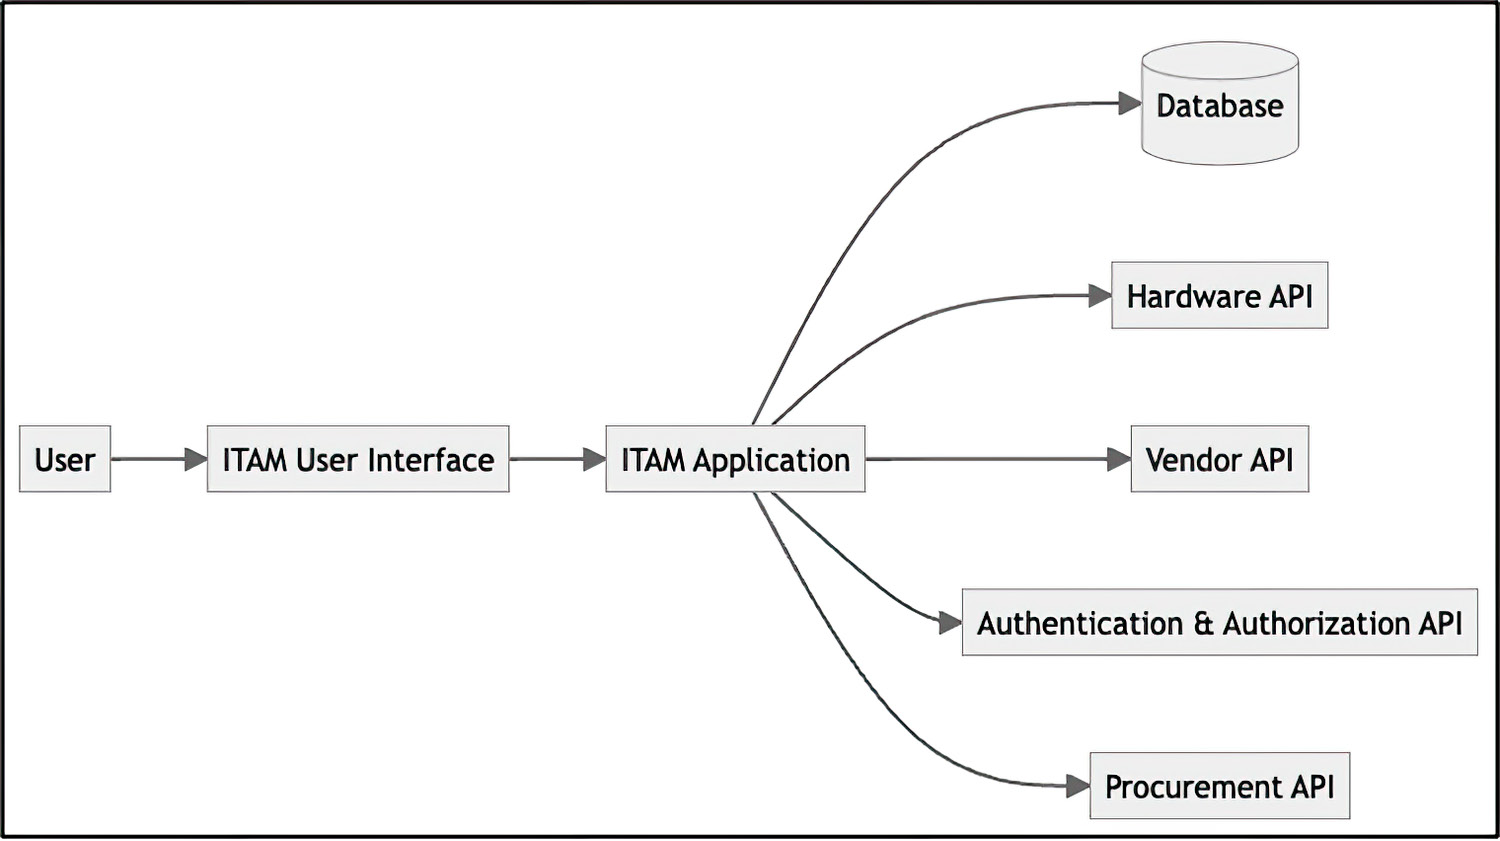 Database
Hardware API
User
ITAM User Interface
ITAM Application
Vendor API
Authentication & Authorization API
Procurement API